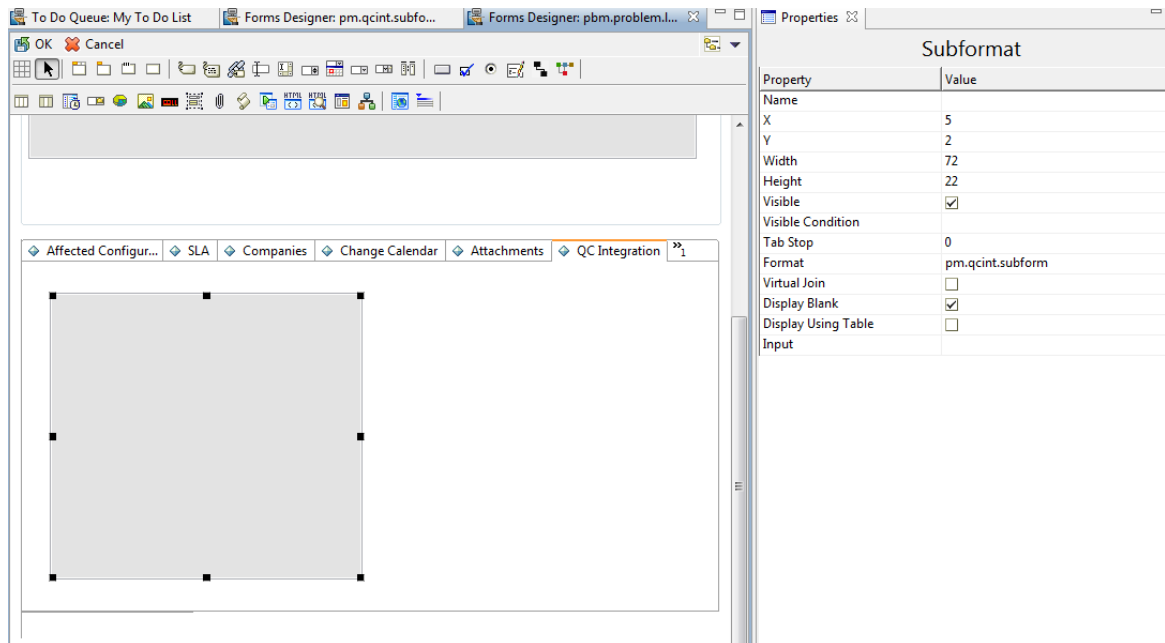 To Do Queue: My To Do List
Forms Designer: pm.qcint.subfo...
Forms Designer: pbm.problem.l...
OK
Cancel
HTML HTML
Affected Configur...
SLA
Companies
Change Calendar
Attachments
QC Integration
»1
Properties
Subformat
Property Value
Name
X 5
Y 2
Width 72
Height 22
Visible
Visible Condition
Tab Stop 0
Format pm.qcint.subform
Virtual Join
Display Blank
Display Using Table
Input